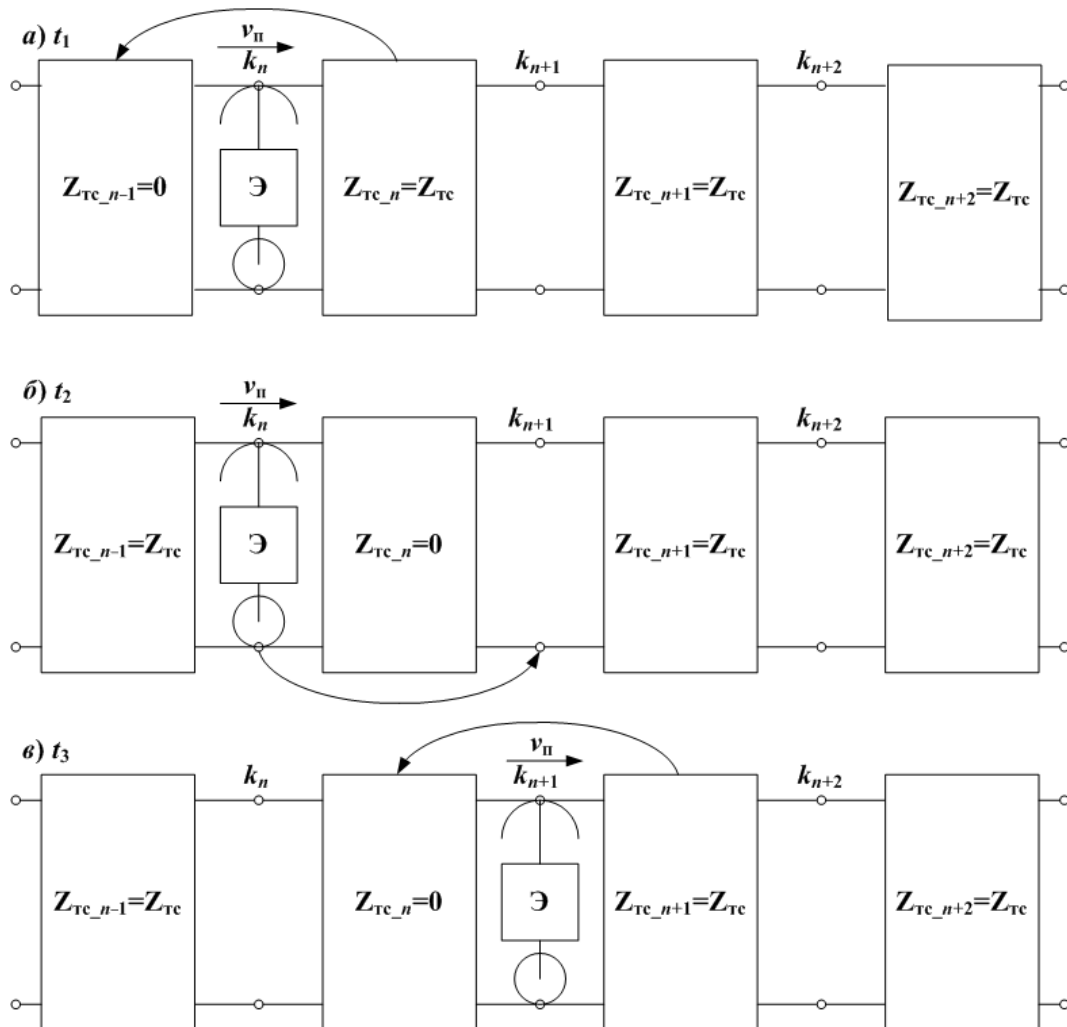 а) t₁
vп
kₙ
kₙ₊₁
kₙ₊₂
Zтс_n–1=0
Э
Zтс_n=Zтс
Zтс_n+1=Zтс
Zтс_n+2=Zтс
б) t₂
vп
kₙ
kₙ₊₁
kₙ₊₂
Zтс_n–1=Zтс
Э
Zтс_n=0
Zтс_n+1=Zтс
Zтс_n+2=Zтс
в) t₃
kₙ
vп
kₙ₊₁
kₙ₊₂
Zтс_n–1=Zтс
Zтс_n=0
Э
Zтс_n+1=Zтс
Zтс_n+2=Zтс